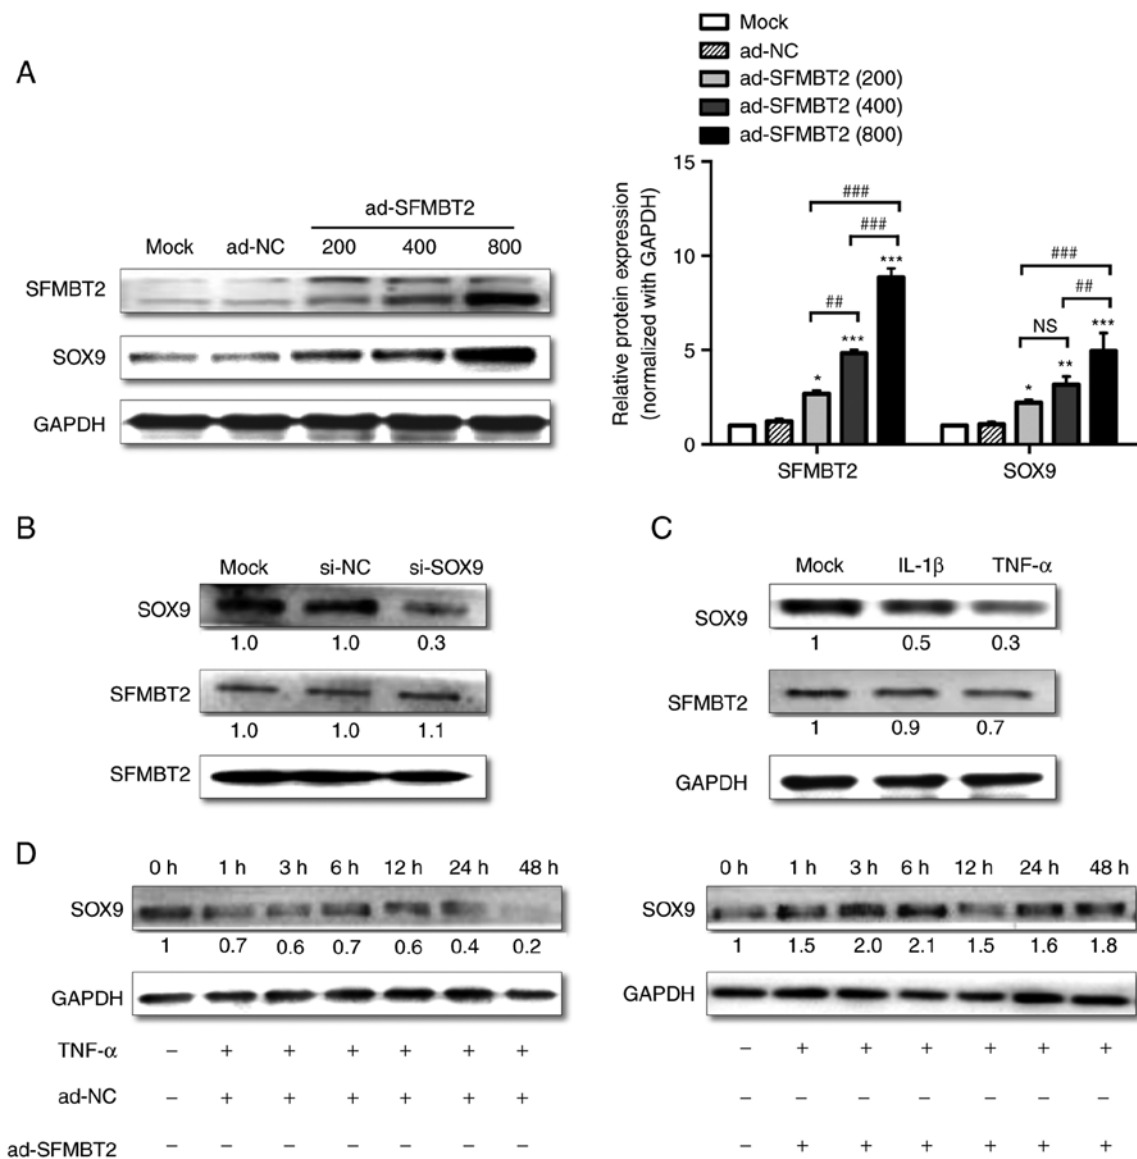 A
Mock
ad-NC
ad-SFMBT2 (200)
ad-SFMBT2 (400)
ad-SFMBT2 (800)
ad-SFMBT2
Mock ad-NC 200 400 800
SFMBT2
SOX9
GAPDH
Relative protein expression
(normalized with GAPDH)
15
10
5
0
###
###
***
##
***
*
###
##
***
NS
**
*
SFMBT2 SOX9
B
Mock si-NC si-SOX9
SOX9
1.0 1.0 0.3
SFMBT2
1.0 1.0 1.1
SFMBT2
C
Mock IL-1β TNF-α
SOX9
1 0.5 0.3
SFMBT2
1 0.9 0.7
GAPDH
D
0 h 1 h 3 h 6 h 12 h 24 h 48 h
SOX9
1 0.7 0.6 0.7 0.6 0.4 0.2
GAPDH
TNF-α – + + + + + +
ad-NC – + + + + + +
ad-SFMBT2 – – – – – – –
0 h 1 h 3 h 6 h 12 h 24 h 48 h
SOX9
1 1.5 2.0 2.1 1.5 1.6 1.8
GAPDH
– + + + + + +
– – – – – – –
– + + + + + +